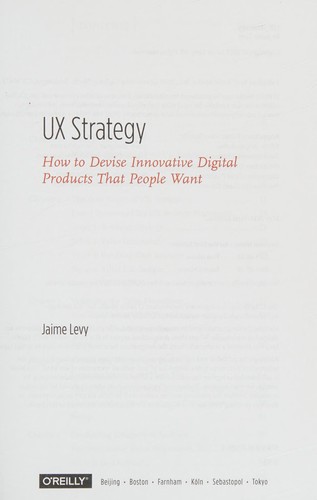 UX Strategy
How to Devise Innovative Digital
Products That People Want
Jaime Levy
O'REILLY® Beijing • Boston • Farnham • Köln • Sebastopol • Tokyo